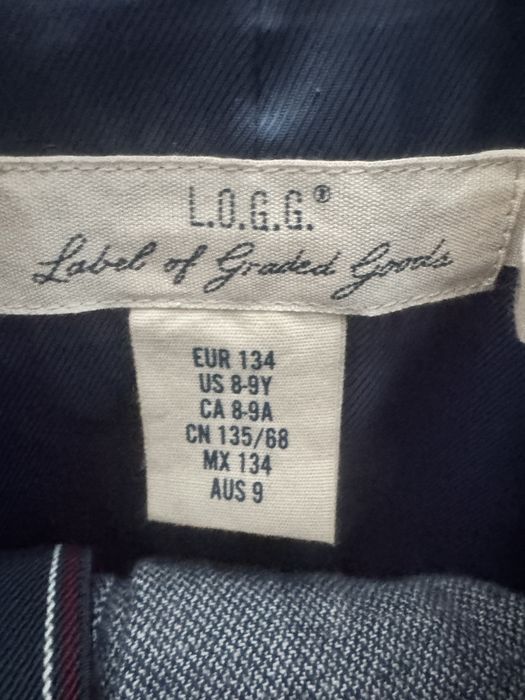 L.O.G.G.®
Label of Graded Goods
EUR 134
US 8-9Y
CA 8-9A
CN 135/68
MX 134
AUS 9